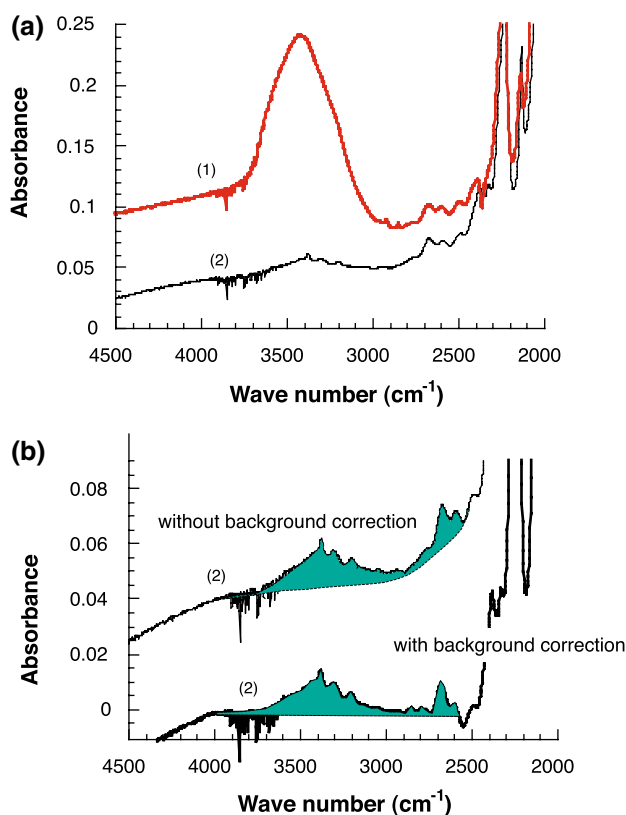 (a)
0.25
0.2
0.15
0.1
0.05
0
Absorbance
(1)
(2)
4500 4000 3500 3000 2500 2000
Wave number (cm-1)
(b)
0.08
0.06
0.04
0.02
0
Absorbance
without background correction
(2)
with background correction
(2)
4500 4000 3500 3000 2500 2000
Wave number (cm-1)